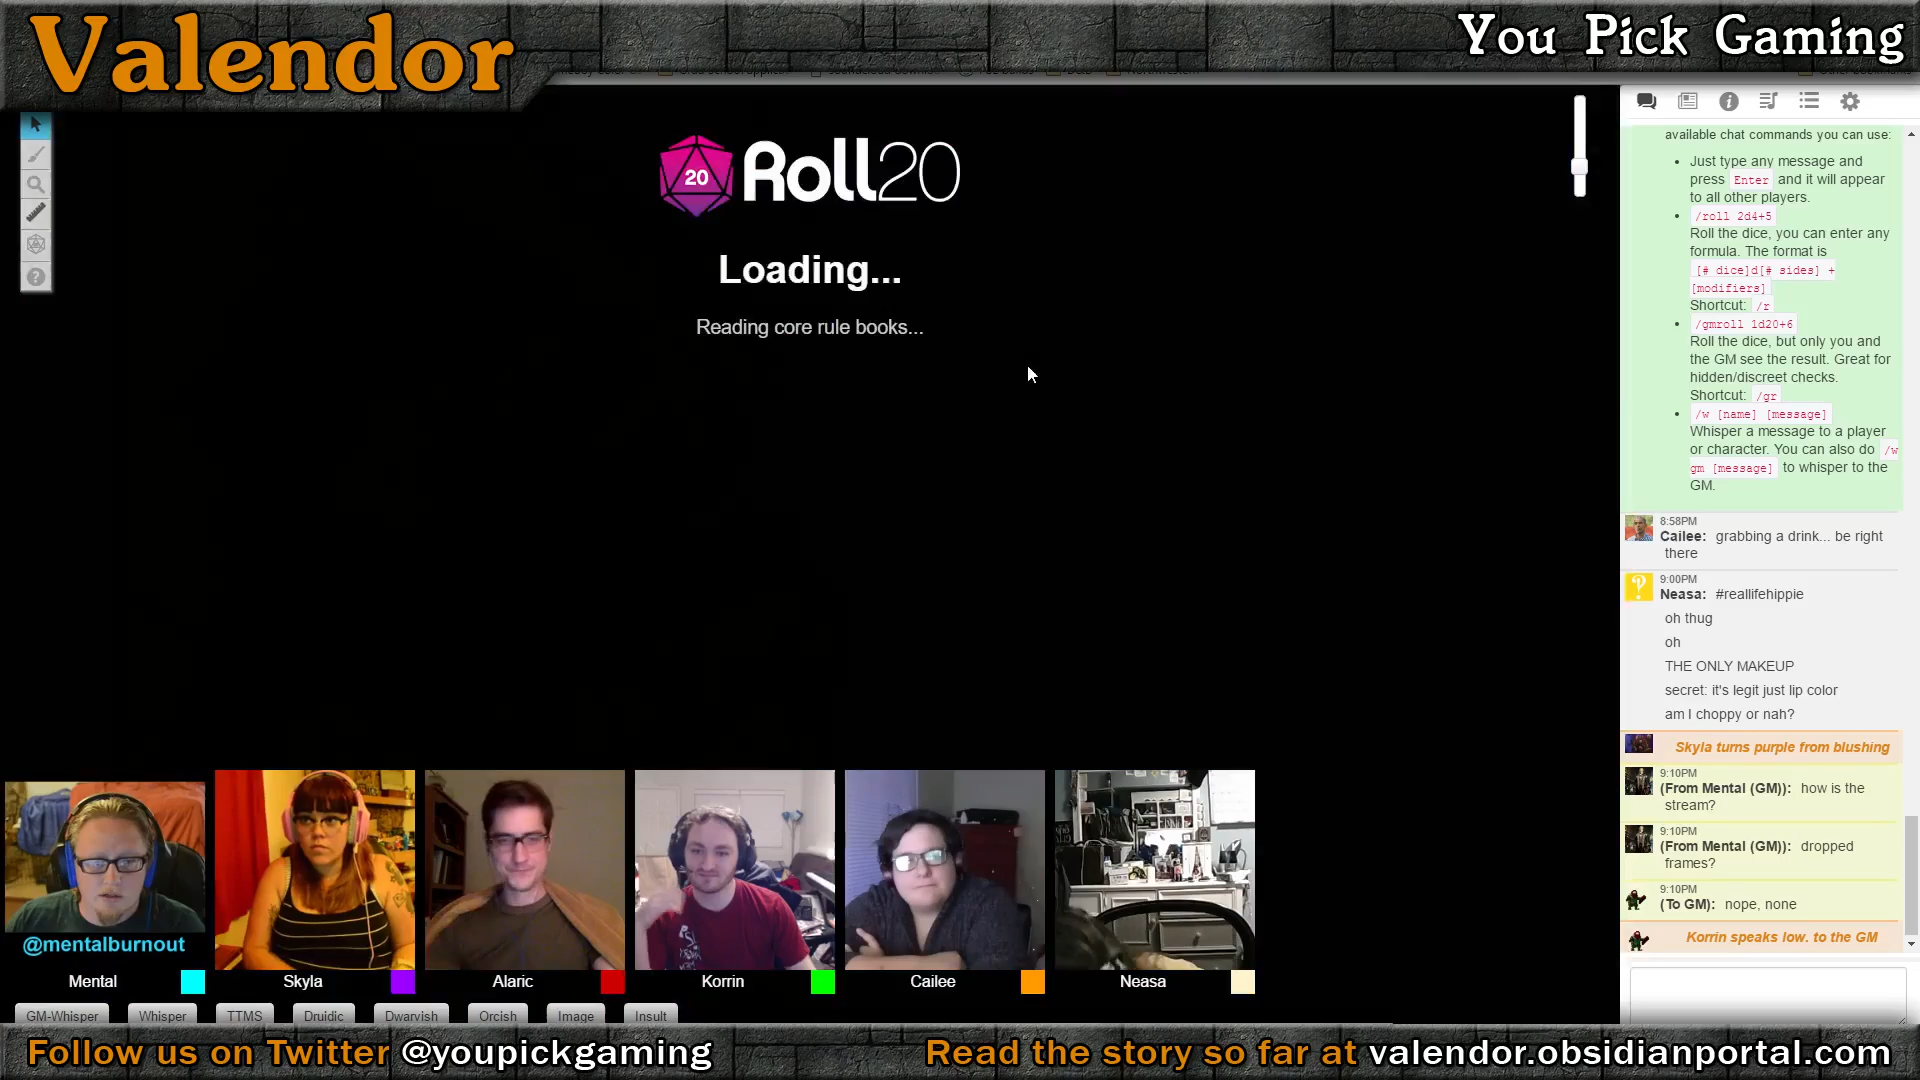 Valendor
You Pick Gaming
20
Roll20
Loading...
Reading core rule books...
available chat commands you can use:
• Just type any message and
press Enter and it will appear
to all other players.
• /roll 2d4+5
Roll the dice, you can enter any
formula. The format is
[# dice]d[# sides] +
[modifiers]
Shortcut: /r
• /gmroll 1d20+6
Roll the dice, but only you and
the GM see the result. Great for
hidden/discreet checks.
Shortcut: /gr
• /w [name] [message]
Whisper a message to a player
or character. You can also do /w
gm [message] to whisper to the
GM.
8:58PM
Cailee: grabbing a drink... be right
there
9:00PM
Neasa: #reallifehippie
oh thug
oh
THE ONLY MAKEUP
secret: it's legit just lip color
am I choppy or nah?
Skyla turns purple from blushing
9:10PM
(From Mental (GM)): how is the
stream?
9:10PM
(From Mental (GM)): dropped
frames?
9:10PM
(To GM): nope, none
Korrin speaks low. to the GM
@mentalburnout
Mental
Skyla
Alaric
Korrin
Cailee
Neasa
GM-Whisper
Whisper
TTMS
Druidic
Dwarvish
Orcish
Image
Insult
Follow us on Twitter @youpickgaming
Read the story so far at valendor.obsidianportal.com